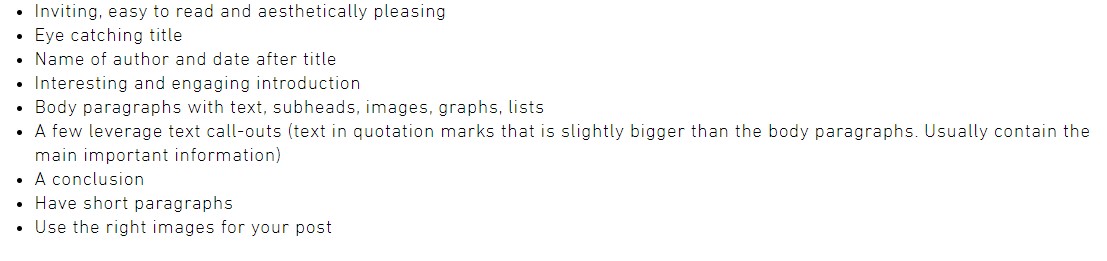 • Inviting, easy to read and aesthetically pleasing
• Eye catching title
• Name of author and date after title
• Interesting and engaging introduction
• Body paragraphs with text, subheads, images, graphs, lists
• A few leverage text call-outs (text in quotation marks that is slightly bigger than the body paragraphs. Usually contain the
main important information)
• A conclusion
• Have short paragraphs
• Use the right images for your post